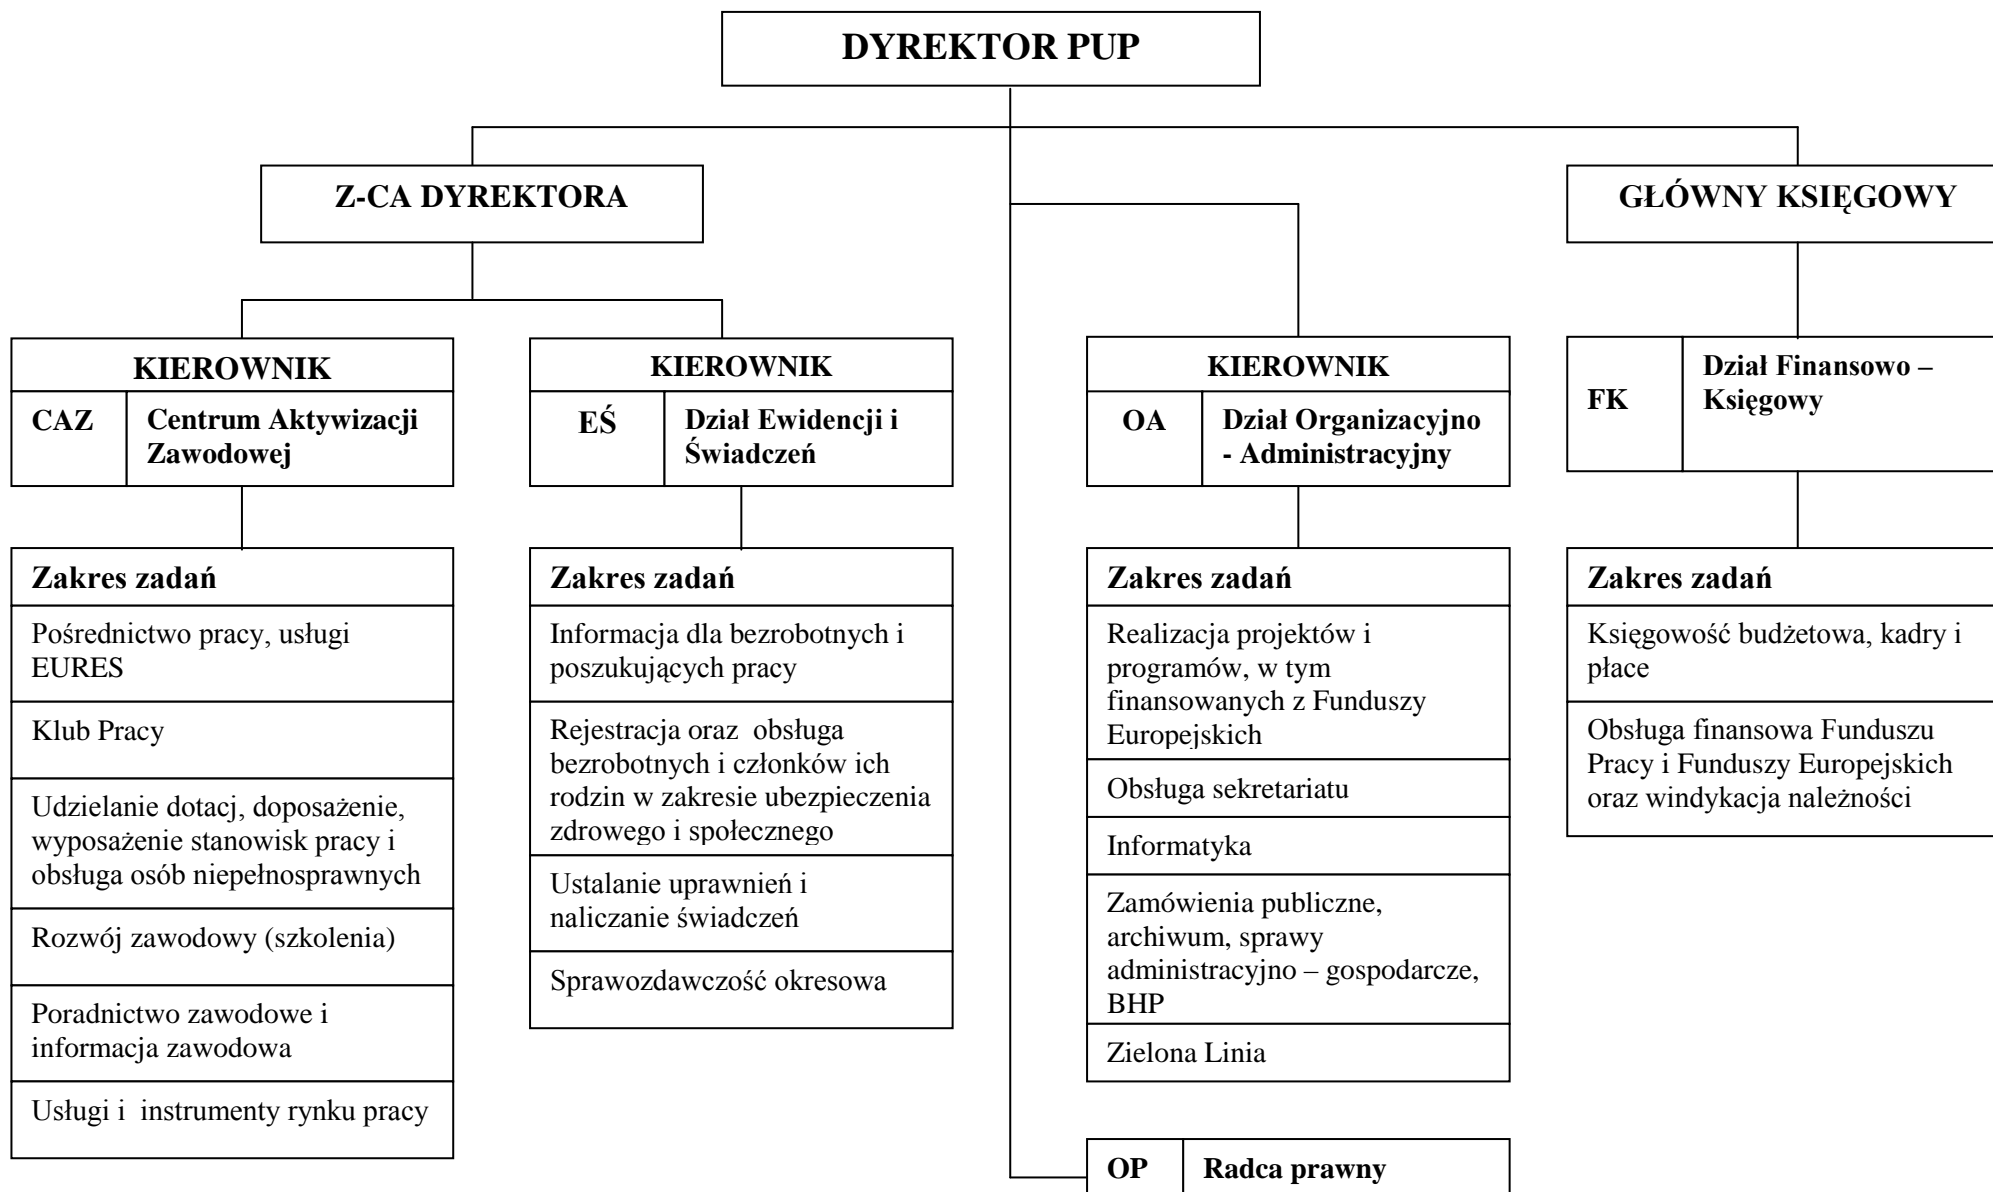 DYREKTOR PUP
Z-CA DYREKTORA
GŁÓWNY KSIĘGOWY
KIEROWNIK
CAZ
Centrum Aktywizacji
Zawodowej
Zakres zadań
Pośrednictwo pracy, usługi
EURES
Klub Pracy
Udzielanie dotacj, doposażenie,
wyposażenie stanowisk pracy i
obsługa osób niepełnosprawnych
Rozwój zawodowy (szkolenia)
Poradnictwo zawodowe i
informacja zawodowa
Usługi i  instrumenty rynku pracy
KIEROWNIK
EŚ
Dział Ewidencji i
Świadczeń
Zakres zadań
Informacja dla bezrobotnych i
poszukujących pracy
Rejestracja oraz  obsługa
bezrobotnych i członków ich
rodzin w zakresie ubezpieczenia
zdrowego i społecznego
Ustalanie uprawnień i
naliczanie świadczeń
Sprawozdawczość okresowa
KIEROWNIK
OA
Dział Organizacyjno
- Administracyjny
Zakres zadań
Realizacja projektów i
programów, w tym
finansowanych z Funduszy
Europejskich
Obsługa sekretariatu
Informatyka
Zamówienia publiczne,
archiwum, sprawy
administracyjno – gospodarcze,
BHP
Zielona Linia
OP
Radca prawny
FK
Dział Finansowo –
Księgowy
Zakres zadań
Księgowość budżetowa, kadry i
płace
Obsługa finansowa Funduszu
Pracy i Funduszy Europejskich
oraz windykacja należności